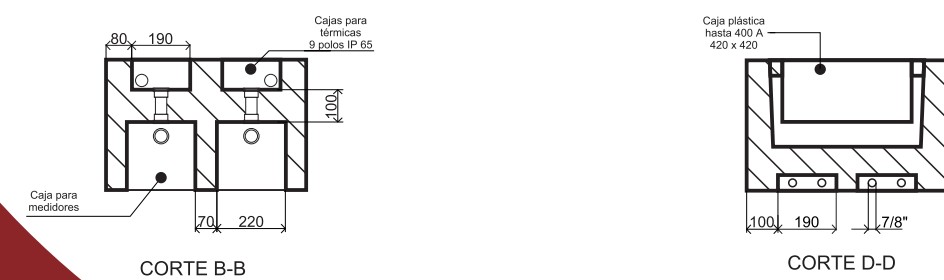 Cajas para
térmicas
9 polos IP 65
80
190
100
Caja para
medidores
70
220
CORTE B-B
Caja plástica
hasta 400 A
420 x 420
100
190
7/8"
CORTE D-D